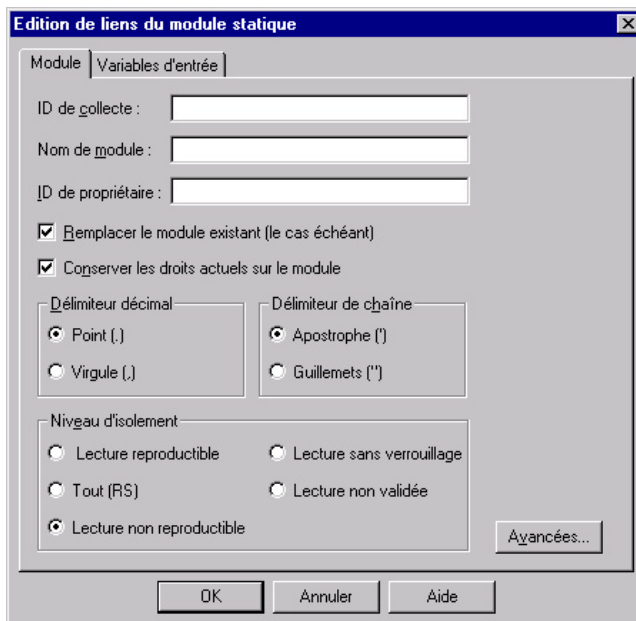 Edition de liens du module statique
Module
Variables d'entrée
ID de collecte :
Nom de module :
ID de propriétaire :
Remplacer le module existant (le cas échéant)
Conserver les droits actuels sur le module
Délimiteur décimal
Point (.)
Virgule (,)
Délimiteur de chaîne
Apostrophe (')
Guillemets ('')
Niveau d'isolement
Lecture reproductible
Lecture sans verrouillage
Tout (RS)
Lecture non validée
Lecture non reproductible
Avancées...
OK
Annuler
Aide